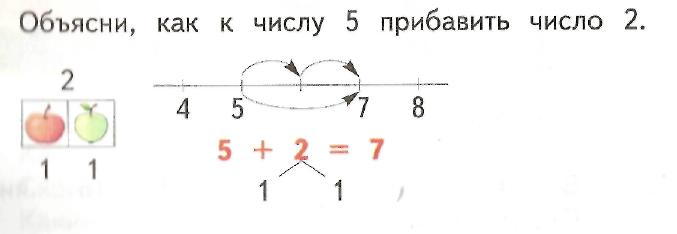 Объясни, как к числу 5 прибавить число 2.
2
1 1
4 5 7 8
5 + 2 = 7
1 1